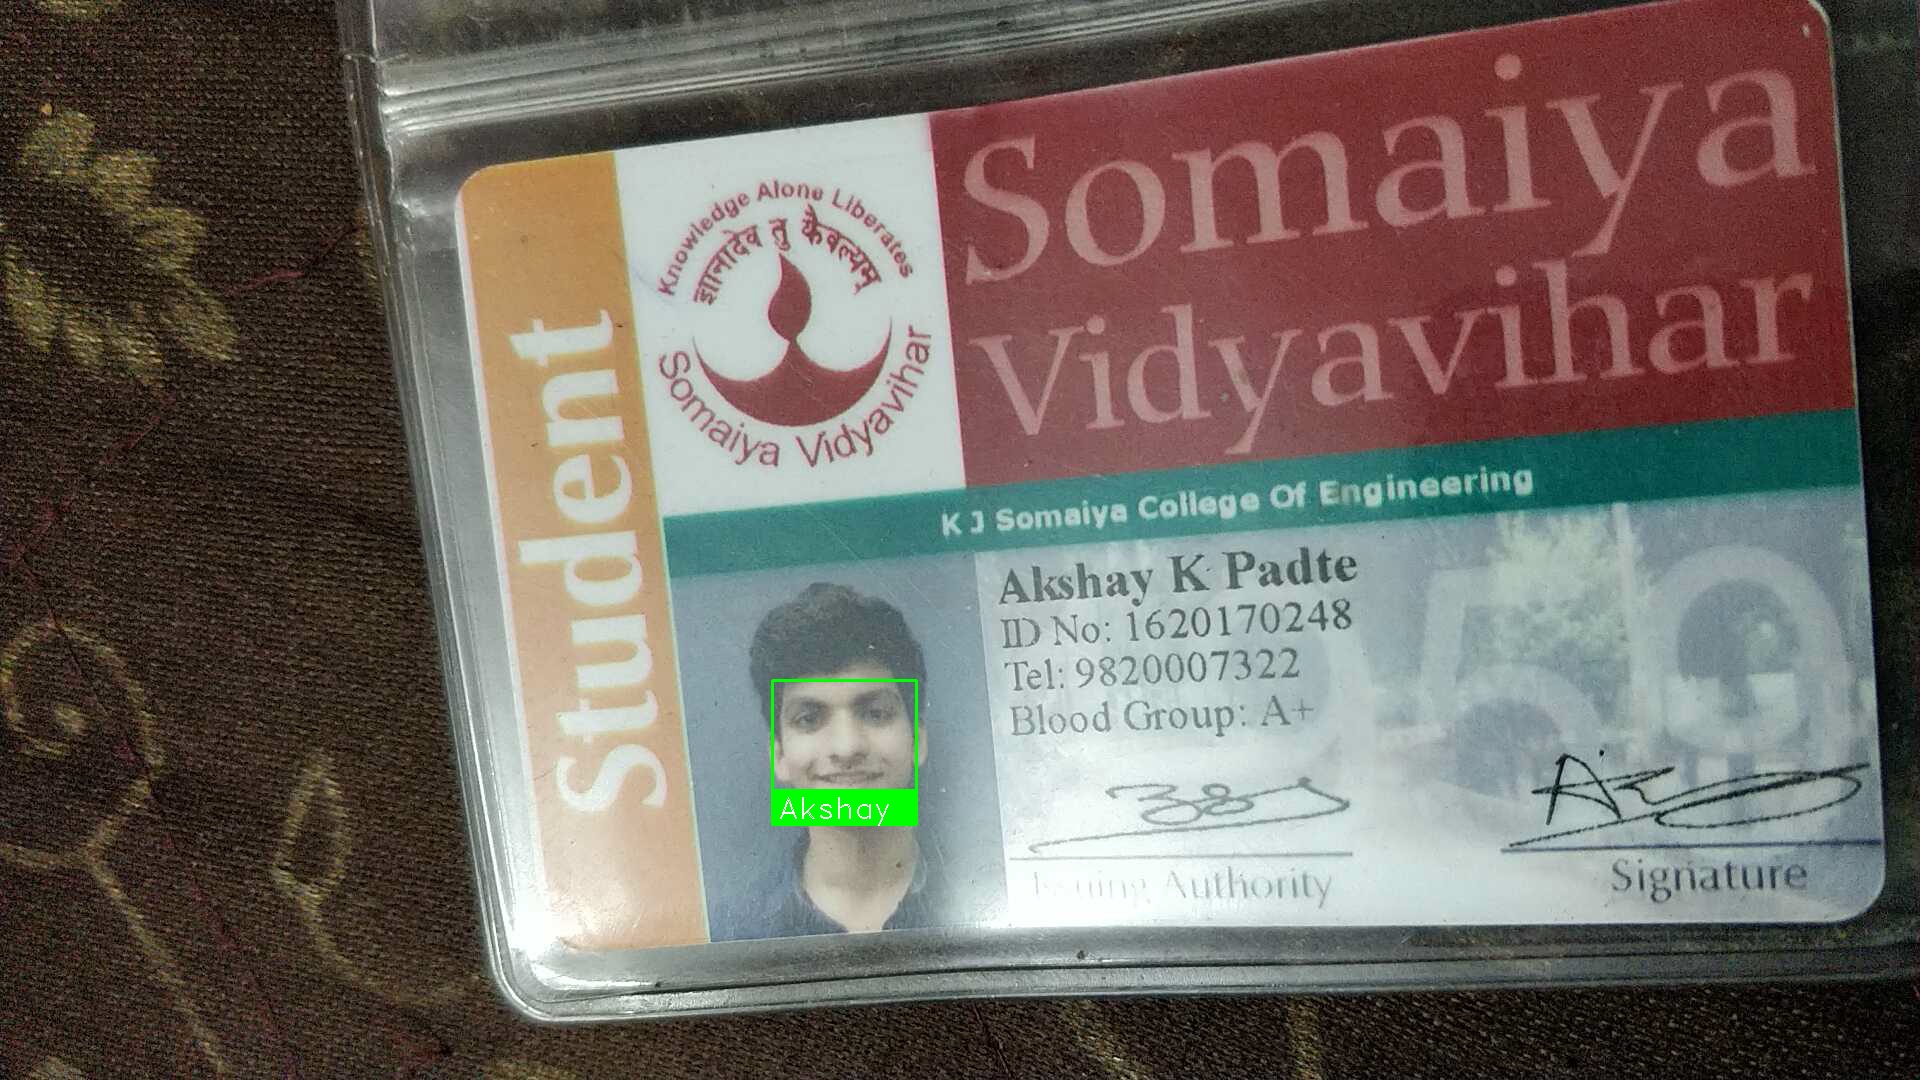 Student
Knowledge Alone Liberates
ज्ञानादेव तु कैवल्यम्
Somaiya Vidyavihar
Somaiya
Vidyavihar
K J Somaiya College Of Engineering
Akshay K Padte
ID No: 1620170248
Tel: 9820007322
Blood Group: A+
Akshay
Issuing Authority
Signature